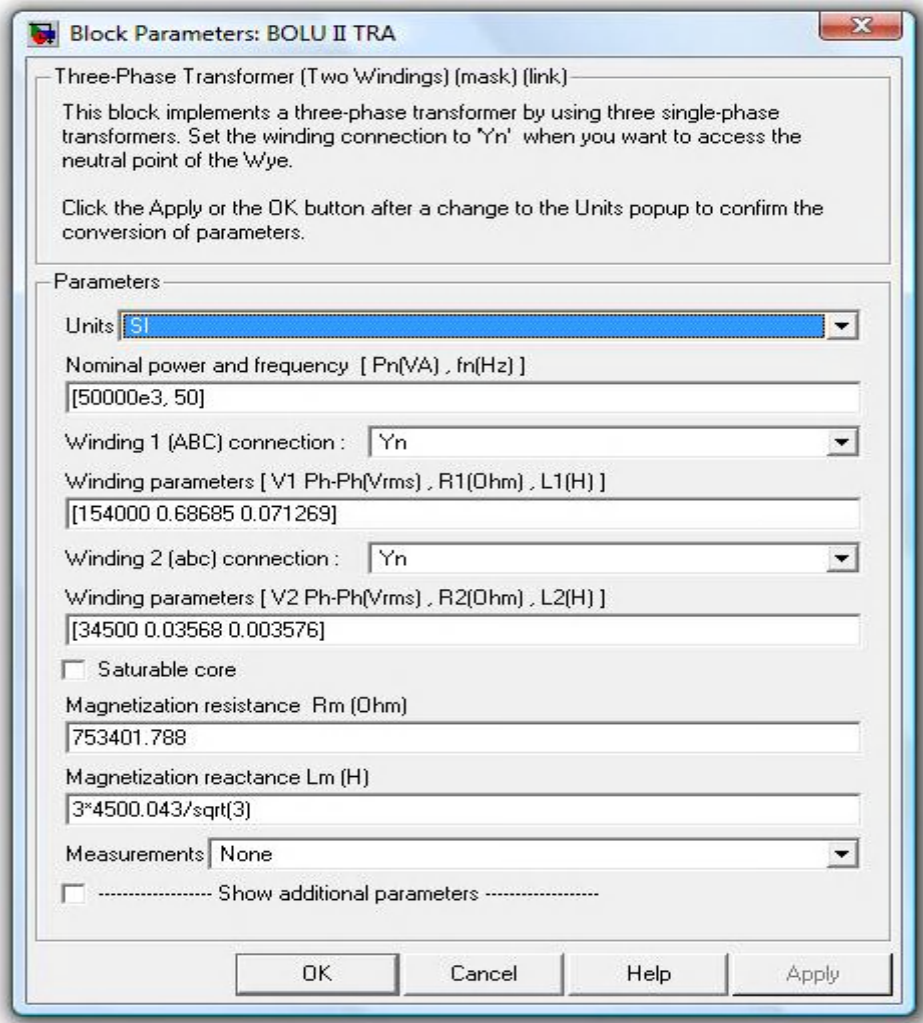 Block Parameters: BOLU II TRA
Three-Phase Transformer (Two Windings) (mask) (link)
This block implements a three-phase transformer by using three single-phase
transformers. Set the winding connection to 'Yn' when you want to access the
neutral point of the Wye.
Click the Apply or the OK button after a change to the Units popup to confirm the
conversion of parameters.
Parameters
Units SI
Nominal power and frequency [ Pn(VA) , fn(Hz) ]
[50000e3, 50]
Winding 1 (ABC) connection : Yn
Winding parameters [ V1 Ph-Ph(Vrms) , R1(Ohm) , L1(H) ]
[154000 0.68685 0.071269]
Winding 2 (abc) connection : Yn
Winding parameters [ V2 Ph-Ph(Vrms) , R2(Ohm) , L2(H) ]
[34500 0.03568 0.003576]
Saturable core
Magnetization resistance Rm (Ohm)
753401.788
Magnetization reactance Lm (H)
3*4500.043/sqrt(3)
Measurements None
------------------ Show additional parameters ------------------
OK Cancel Help Apply